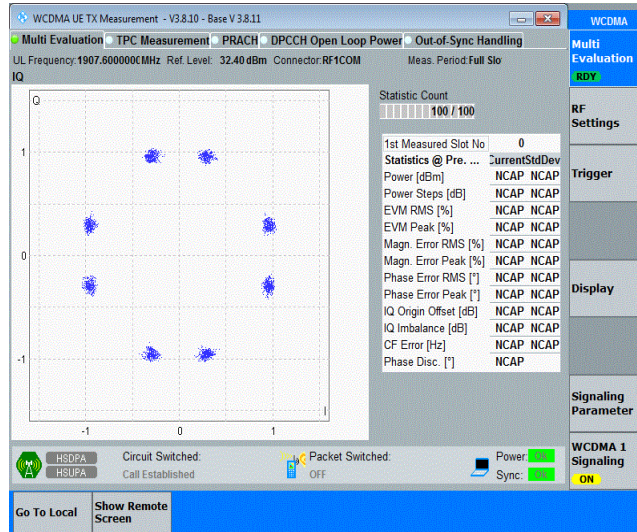 WCDMA UE TX Measurement - V3.8.10 - Base V 3.8.11
WCDMA
Multi Evaluation TPC Measurement PRACH DPCCH Open Loop Power Out-of-Sync Handling
Multi
Evaluation
RDY
UL Frequency: 1907.600000 MHz Ref. Level: 32.40 dBm Connector: RF1COM Meas. Period: Full Slo
IQ
Q
1
0
-1
-1 0 1
I
Statistic Count
100 / 100
1st Measured Slot No 0
Statistics @ Pre. ... Current StdDev
Power [dBm] NCAP NCAP
Power Steps [dB] NCAP NCAP
EVM RMS [%] NCAP NCAP
EVM Peak [%] NCAP NCAP
Magn. Error RMS [%] NCAP NCAP
Magn. Error Peak [%] NCAP NCAP
Phase Error RMS [°] NCAP NCAP
Phase Error Peak [°] NCAP NCAP
IQ Origin Offset [dB] NCAP NCAP
IQ Imbalance [dB] NCAP NCAP
CF Error [Hz] NCAP NCAP
Phase Disc. [°] NCAP
RF
Settings
Trigger
Display
Signaling
Parameter
WCDMA 1
Signaling
ON
HSDPA
HSUPA
Circuit Switched:
Call Established
Packet Switched:
OFF
Power: OK
Sync: OK
Go To Local
Show Remote
Screen